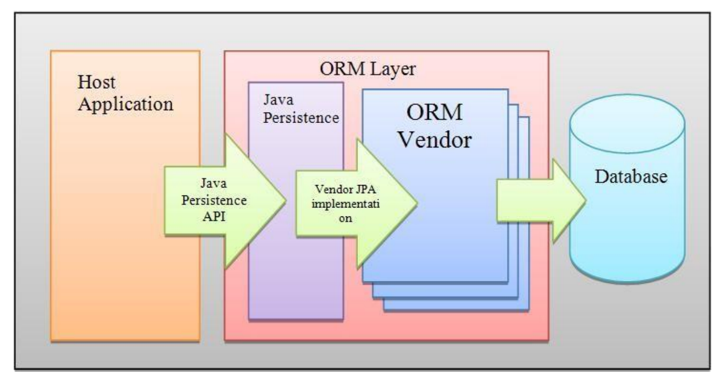 Host
Application
ORM Layer
Java
Persistence
ORM
Vendor
Java
Persistence
API
Vendor JPA
implementati
on
Database